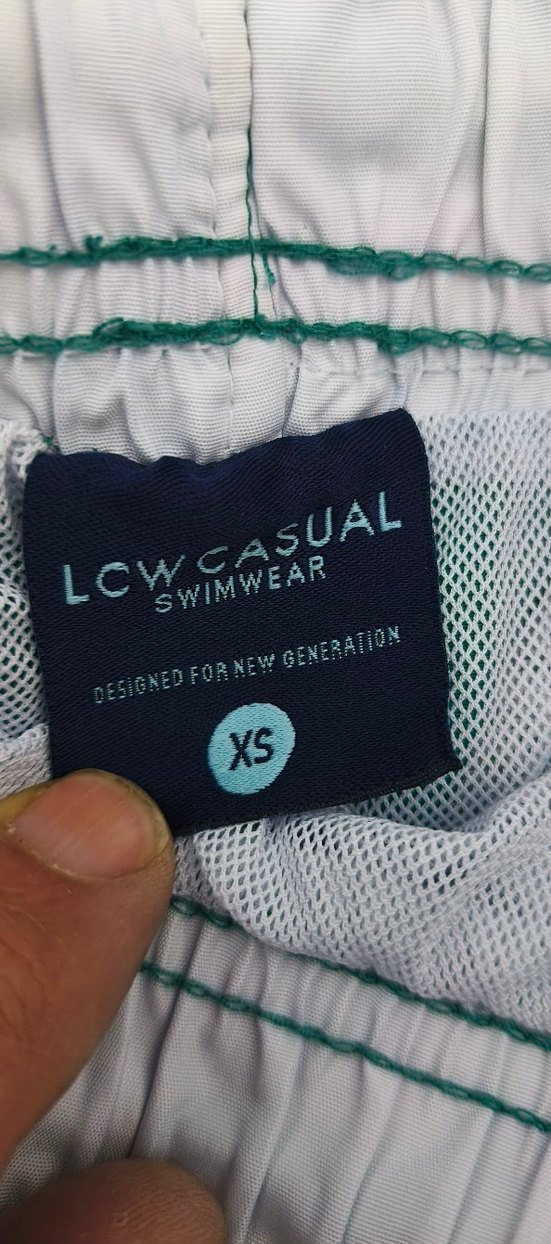 LCW CASUAL
SWIMWEAR
DESIGNED FOR NEW GENERATION
XS